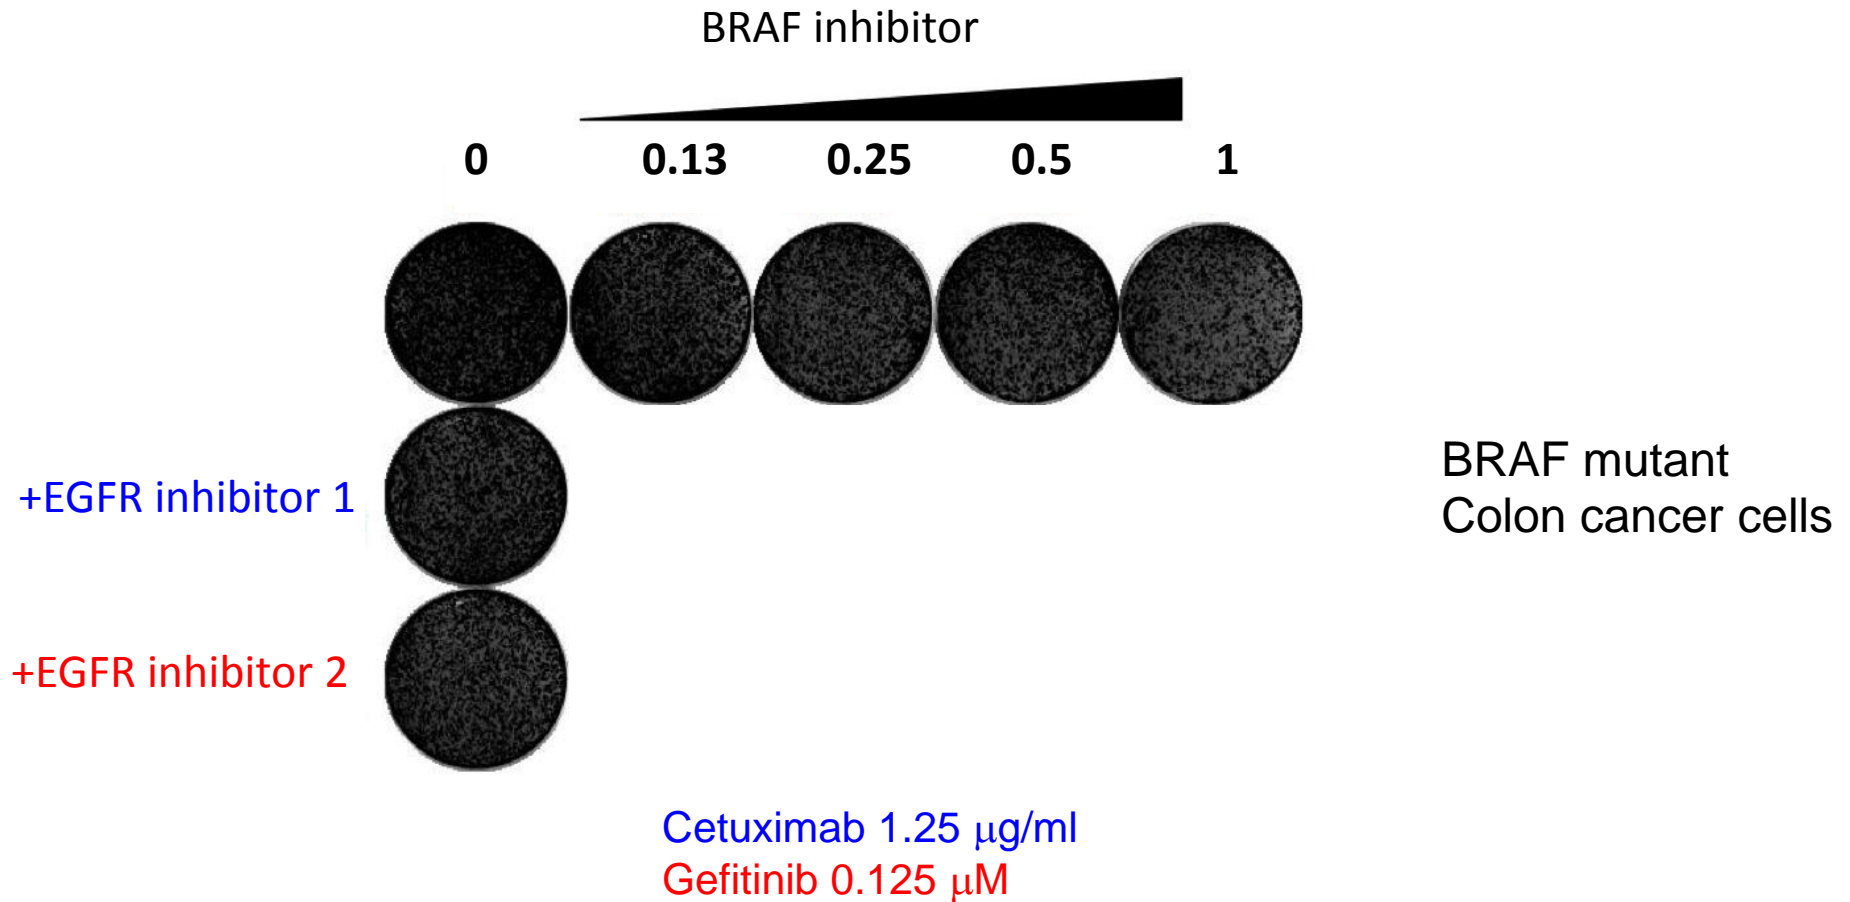 BRAF inhibitor
0 0.13 0.25 0.5 1
+EGFR inhibitor 1
BRAF mutant
Colon cancer cells
+EGFR inhibitor 2
Cetuximab 1.25 μg/ml
Gefitinib 0.125 μM